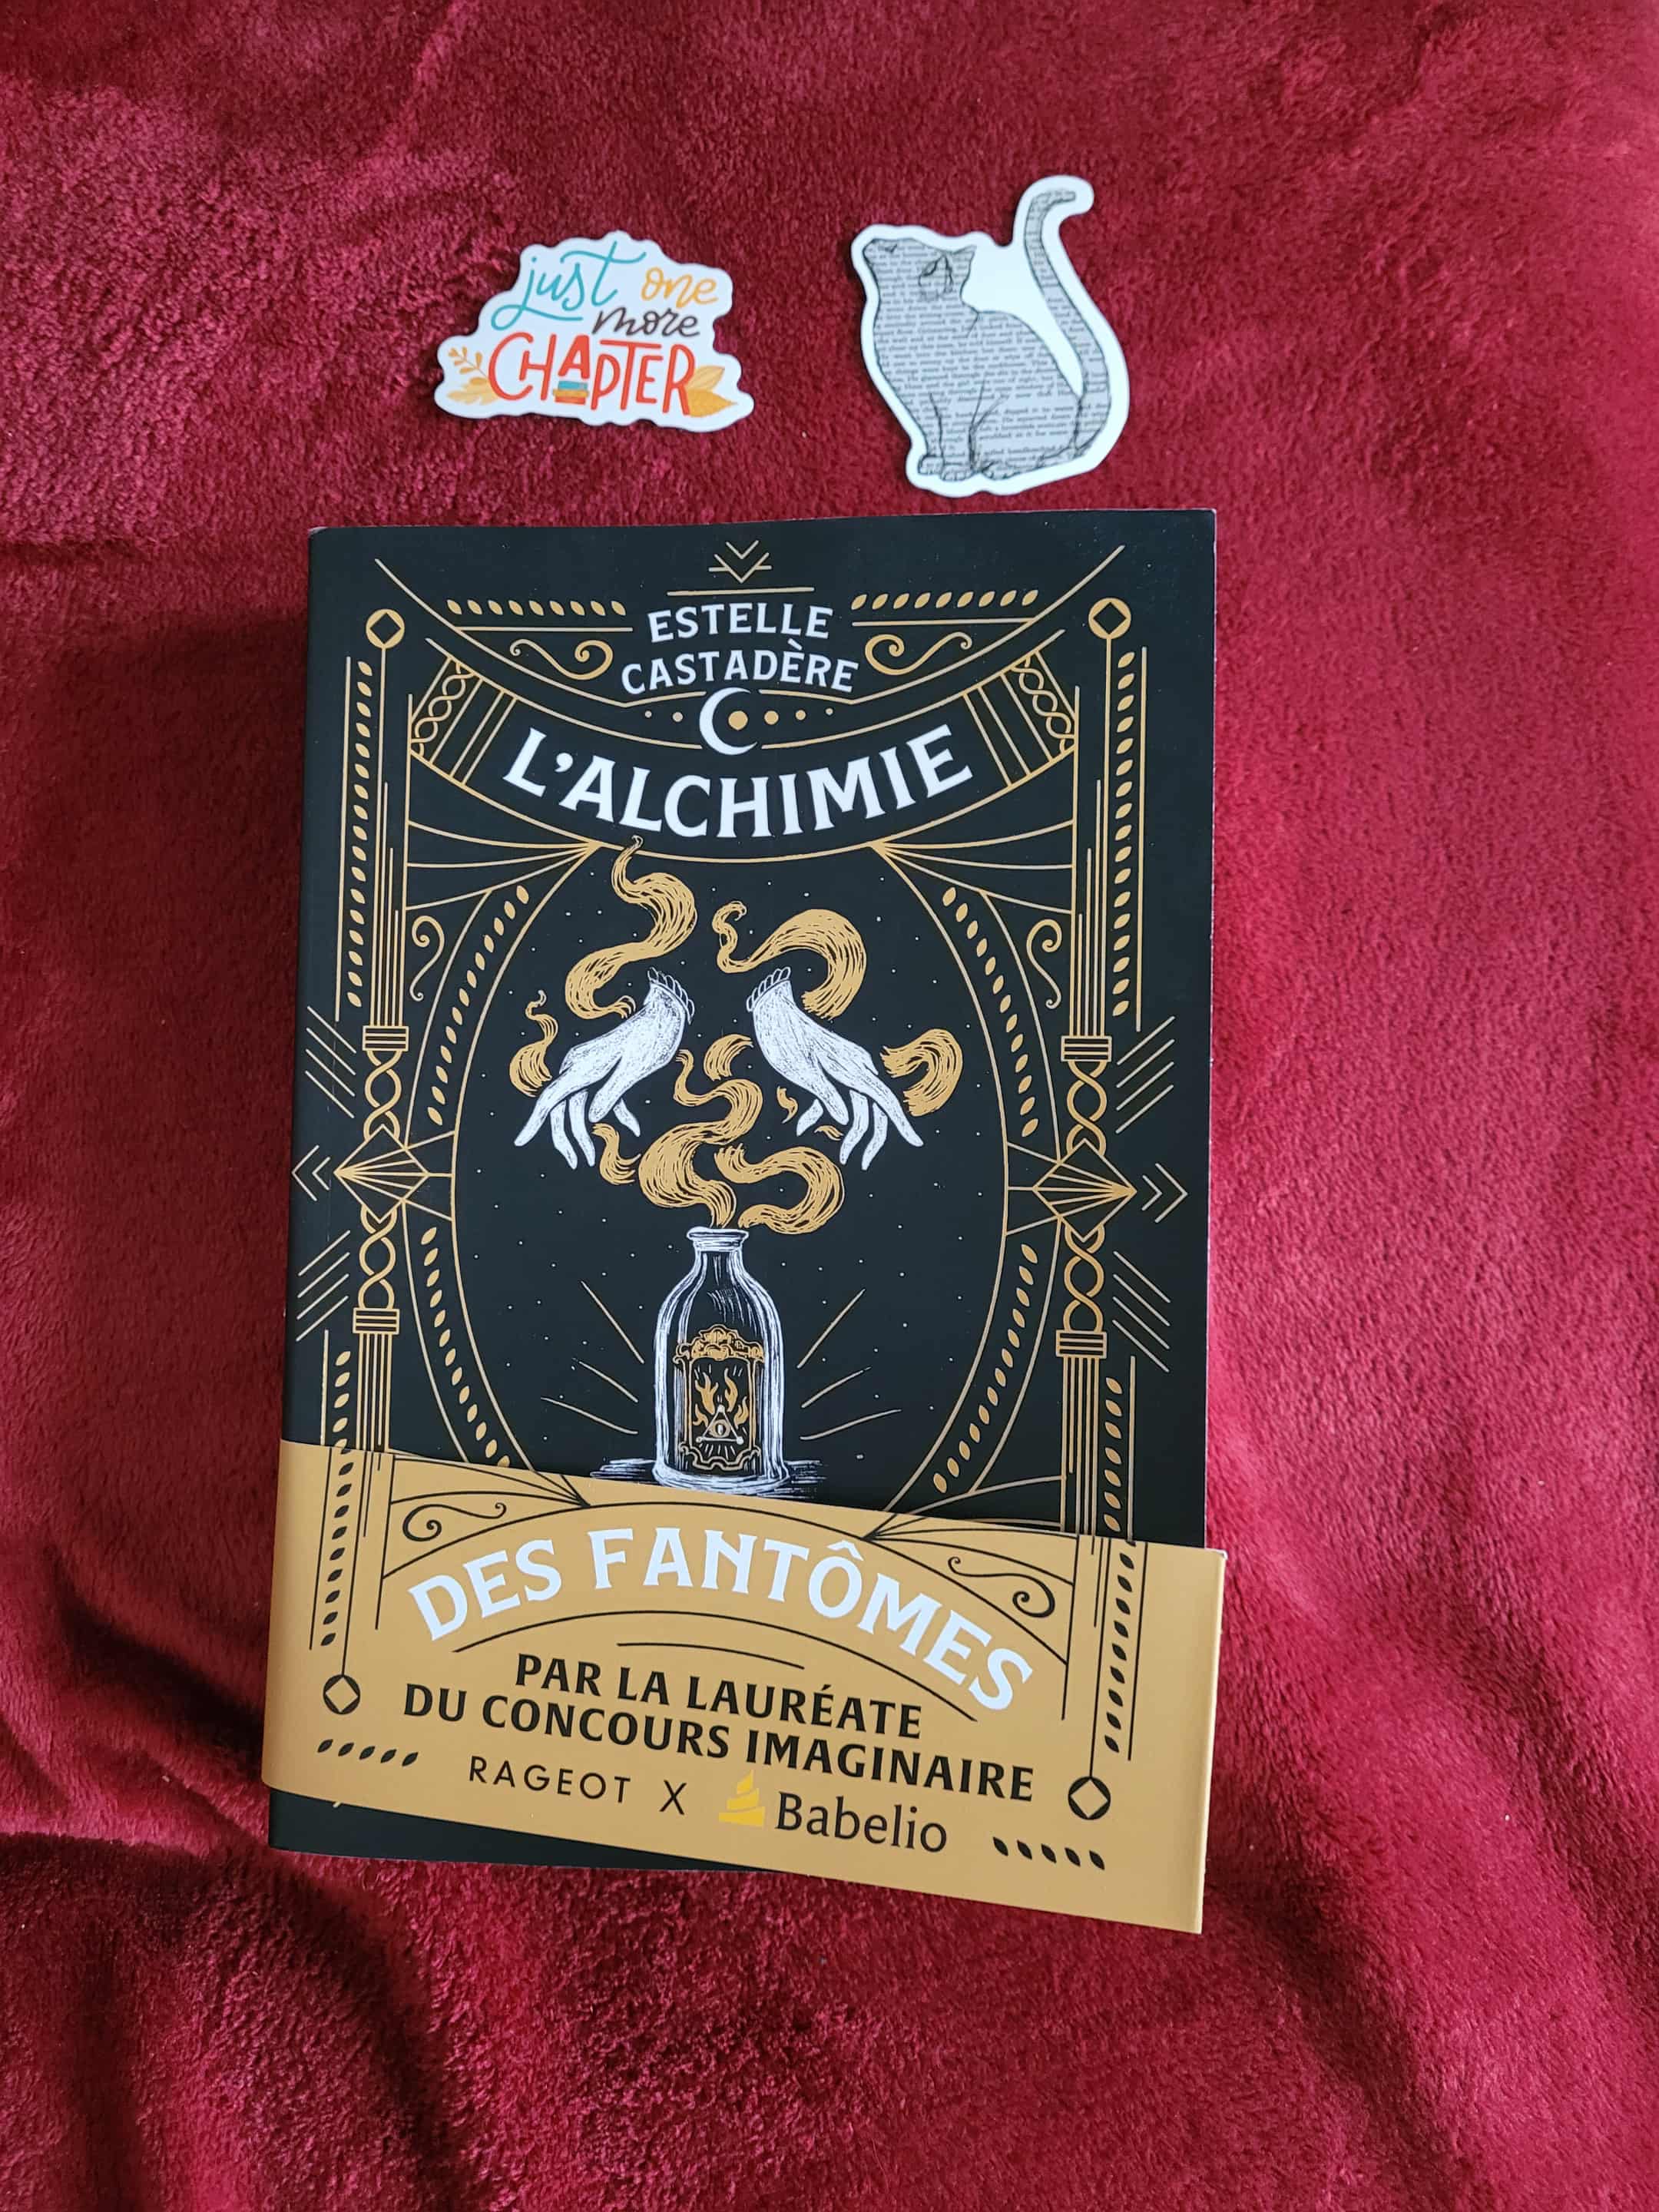 just one
more
CHAPTER
ESTELLE
CASTADÈRE
L'ALCHIMIE
DES FANTÔMES
PAR LA LAURÉATE
DU CONCOURS IMAGINAIRE
RAGEOT X Babelio